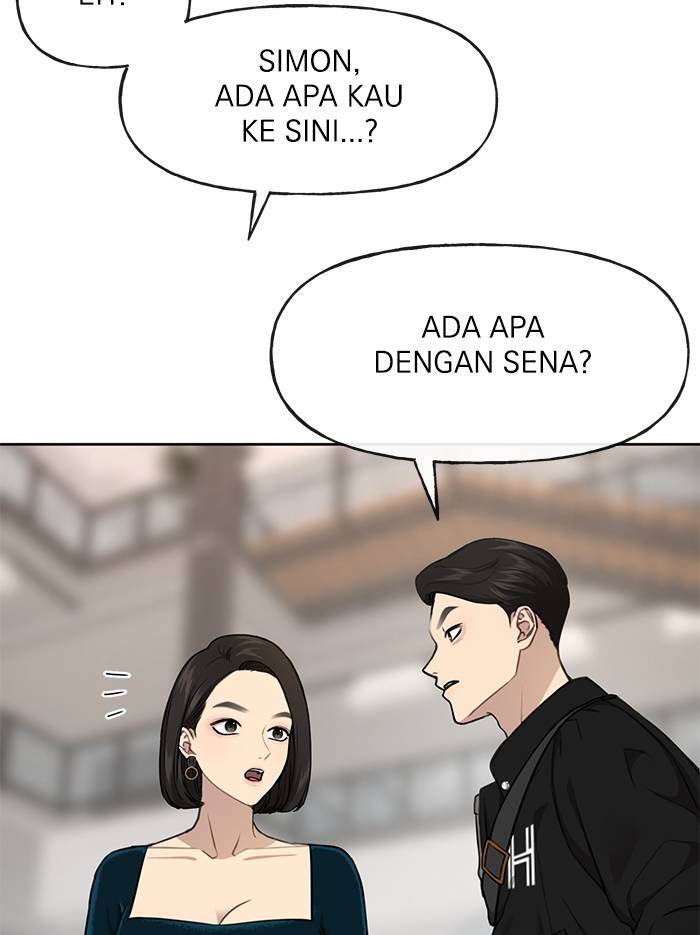 SIMON,
ADA APA KAU
KE SINI...?
ADA APA
DENGAN SENA?
H